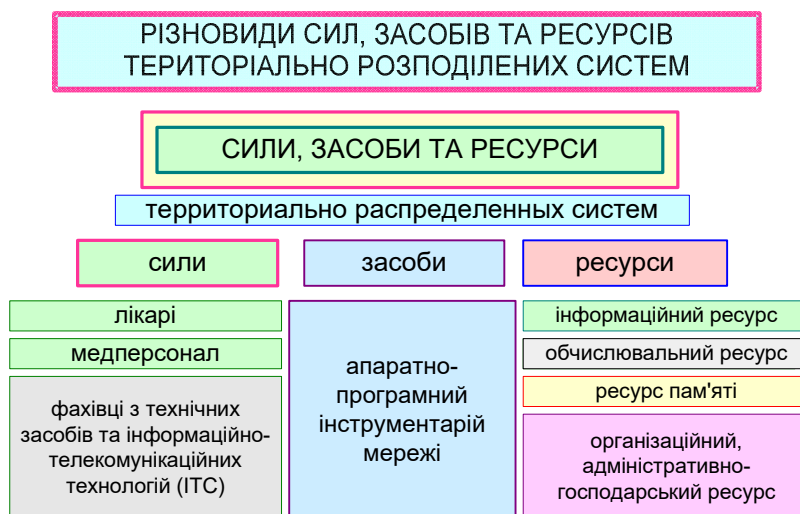 РІЗНОВИДИ СИЛ, ЗАСОБІВ ТА РЕСУРСІВ
ТЕРИТОРІАЛЬНО РОЗПОДІЛЕНИХ СИСТЕМ
СИЛИ, ЗАСОБИ ТА РЕСУРСИ
территориально распределенных систем
сили
засоби
ресурси
лікарі
медперсонал
фахівці з технічних
засобів та інформаційно-
телекомунікаційних
технологій (ІТС)
апаратно-
програмний
інструментарій
мережі
інформаційний ресурс
обчислювальний ресурс
ресурс пам'яті
організаційний,
адміністративно-
господарський ресурс